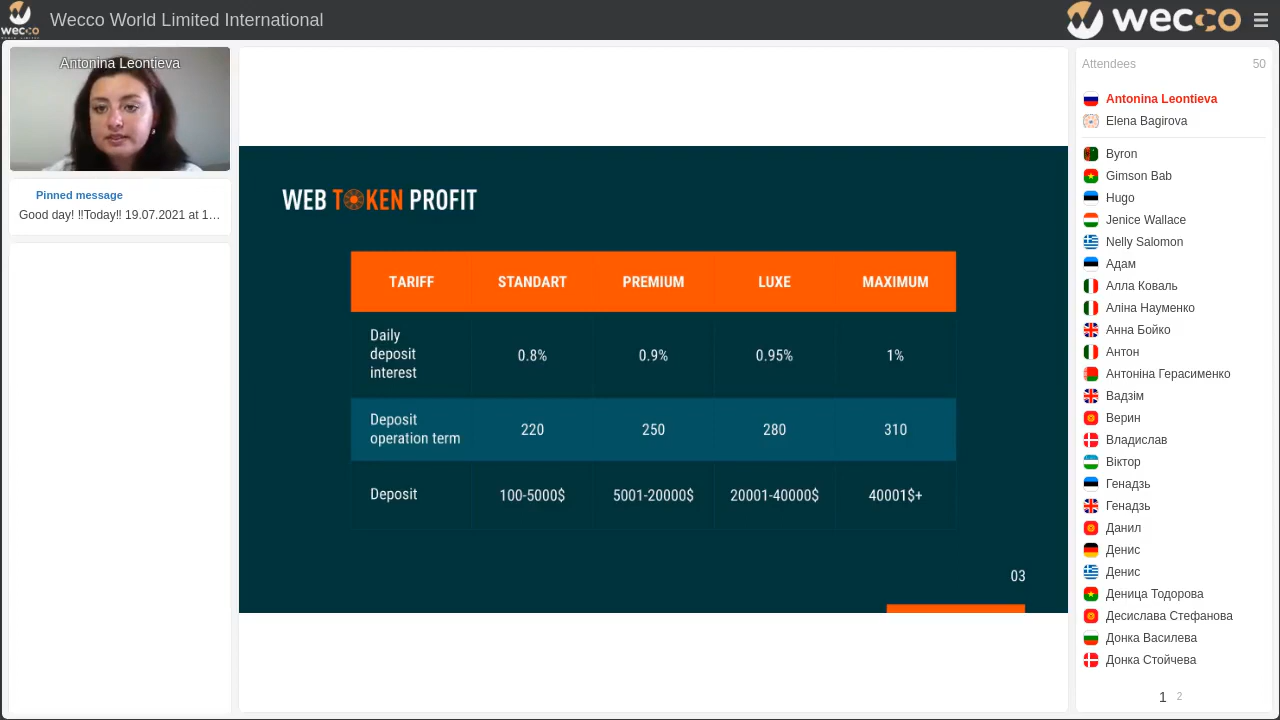 wecco
WORLD LIMITED
Wecco World Limited International
wecco
Antonina Leontieva
Pinned message
Good day! ‼Today‼ 19.07.2021 at 1…
WEB TOKEN PROFIT
TARIFF STANDART PREMIUM LUXE MAXIMUM
Daily
deposit
interest
0.8% 0.9% 0.95% 1%
Deposit
operation term
220 250 280 310
Deposit 100-5000$ 5001-20000$ 20001-40000$ 40001$+
03
Attendees 50
Antonina Leontieva
Elena Bagirova
Byron
Gimson Bab
Hugo
Jenice Wallace
Nelly Salomon
Адам
Алла Коваль
Аліна Науменко
Анна Бойко
Антон
Антоніна Герасименко
Вадзім
Верин
Владислав
Віктор
Генадзь
Генадзь
Данил
Денис
Денис
Деница Тодорова
Десислава Стефанова
Донка Василева
Донка Стойчева
1 2